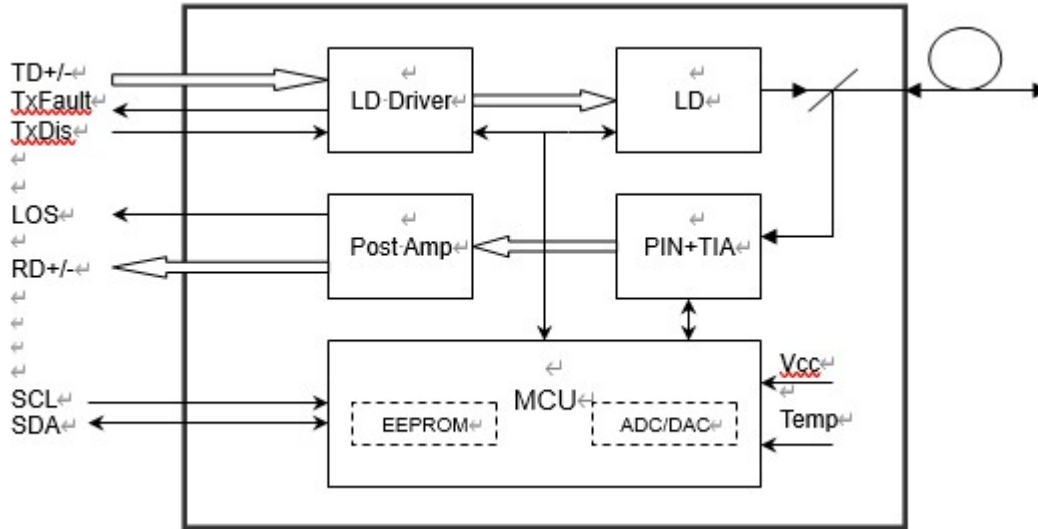 TD+/-
TxFault
TxDis
LOS
RD+/-
SCL
SDA
LD Driver
LD
Post Amp
PIN+TIA
MCU
EEPROM
ADC/DAC
Vcc
Temp